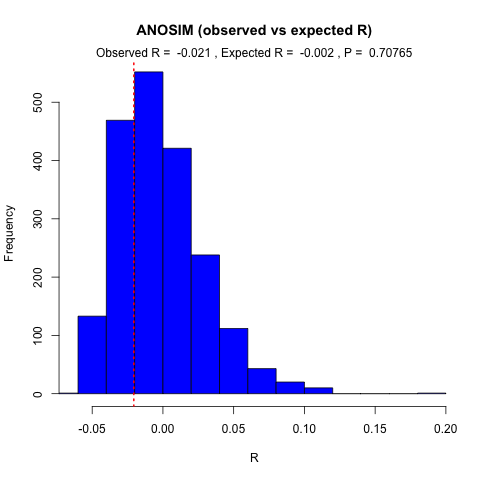 ANOSIM (observed vs expected R)
Observed R =  -0.021 , Expected R =  -0.002 , P =  0.70765
Frequency
500
400
300
200
100
0
-0.05 0.00 0.05 0.10 0.15 0.20
R